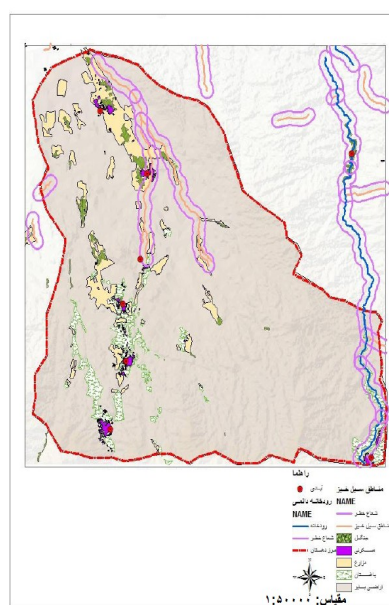 راهنما
مناطق سیل خیز
آبادی
NAME
رودخانه دائمی
شعاع خطر
NAME
مناطق سیل خیز
رودخانه
جنگل
شعاع خطر
مسکونی
مرز دهستان
مزارع
باغستان
اراضی بایر
مقیاس: ۱:۵۰۰۰۰